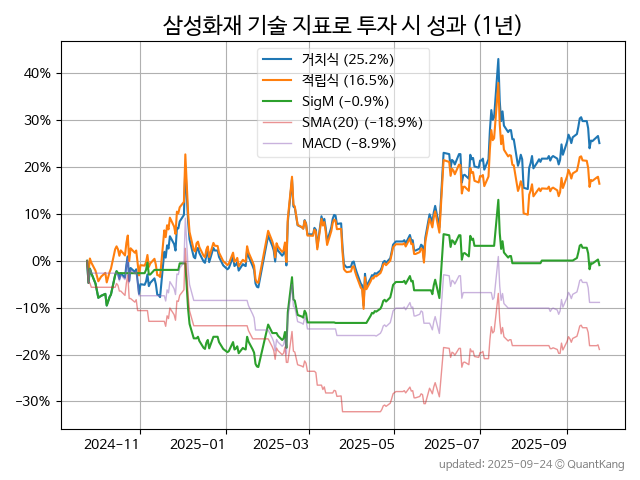 삼성화재 기술 지표로 투자 시 성과 (1년)
거치식 (25.2%)
적립식 (16.5%)
SigM (−0.9%)
SMA(20) (−18.9%)
MACD (−8.9%)
40%
30%
20%
10%
0%
−10%
−20%
−30%
2024−11 2025−01 2025−03 2025−05 2025−07 2025−09
updated: 2025-09-24 © QuantKang